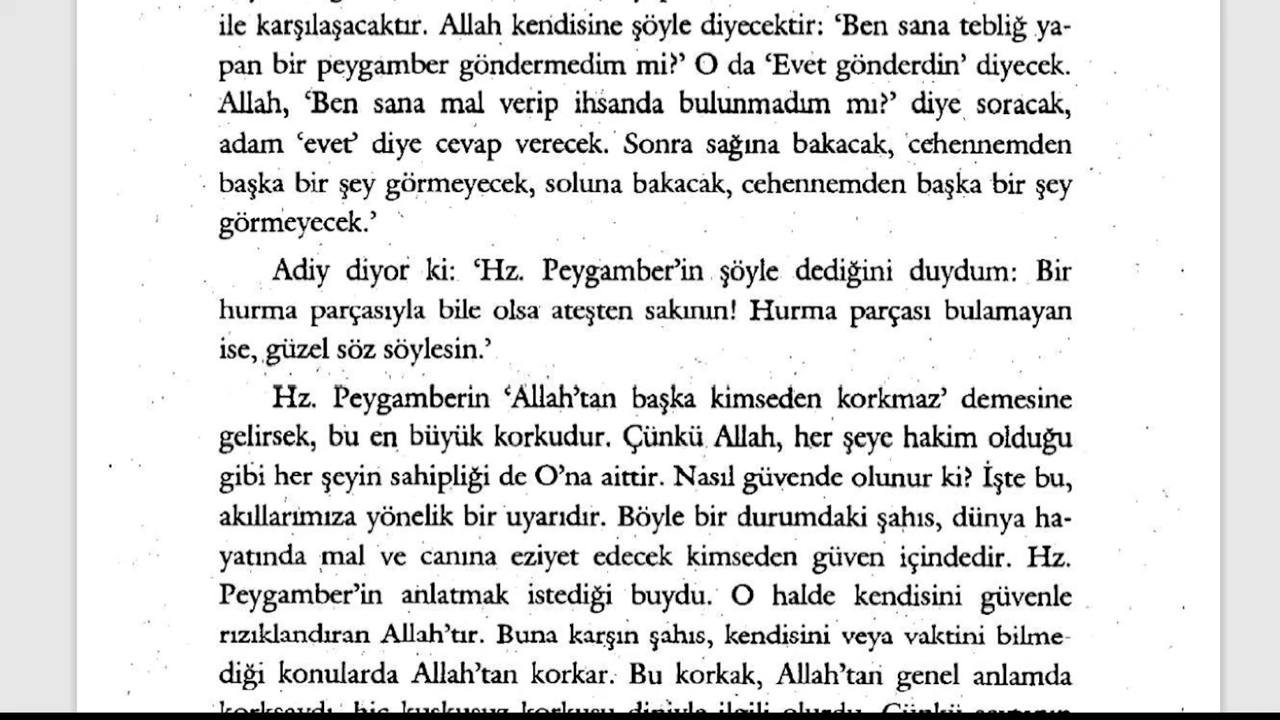 ile karşılaşacaktır. Allah kendisine şöyle diyecektir: ‘Ben sana tebliğ ya-
pan bir peygamber göndermedim mi?’ O da ‘Evet gönderdin’ diyecek.
Allah, ‘Ben sana mal verip ihsanda bulunmadım mı?’ diye soracak,
adam ‘evet’ diye cevap verecek. Sonra sağına bakacak, cehennemden
başka bir şey görmeyecek, soluna bakacak, cehennemden başka bir şey
görmeyecek.’
Adiy diyor ki: ‘Hz. Peygamber’in şöyle dediğini duydum: Bir
hurma parçasıyla bile olsa ateşten sakının! Hurma parçası bulamayan
ise, güzel söz söylesin.’
Hz. Peygamberin ‘Allah’tan başka kimseden korkmaz’ demesine
gelirsek, bu en büyük korkudur. Çünkü Allah, her şeye hakim olduğu
gibi her şeyin sahipliği de O’na aittir. Nasıl güvende olunur ki? İşte bu,
akıllarımıza yönelik bir uyarıdır. Böyle bir durumdaki şahıs, dünya ha-
yatında mal ve canına eziyet edecek kimseden güven içindedir. Hz.
Peygamber’in anlatmak istediği buydu. O halde kendisini güvenle
rızıklandıran Allah’tır. Buna karşın şahıs, kendisini veya vaktini bilme-
diği konularda Allah’tan korkar. Bu korkak, Allah’tan genel anlamda
korksaydı, hiç kuşkusuz korkusu diniyle ilgili olurdu. Çünkü